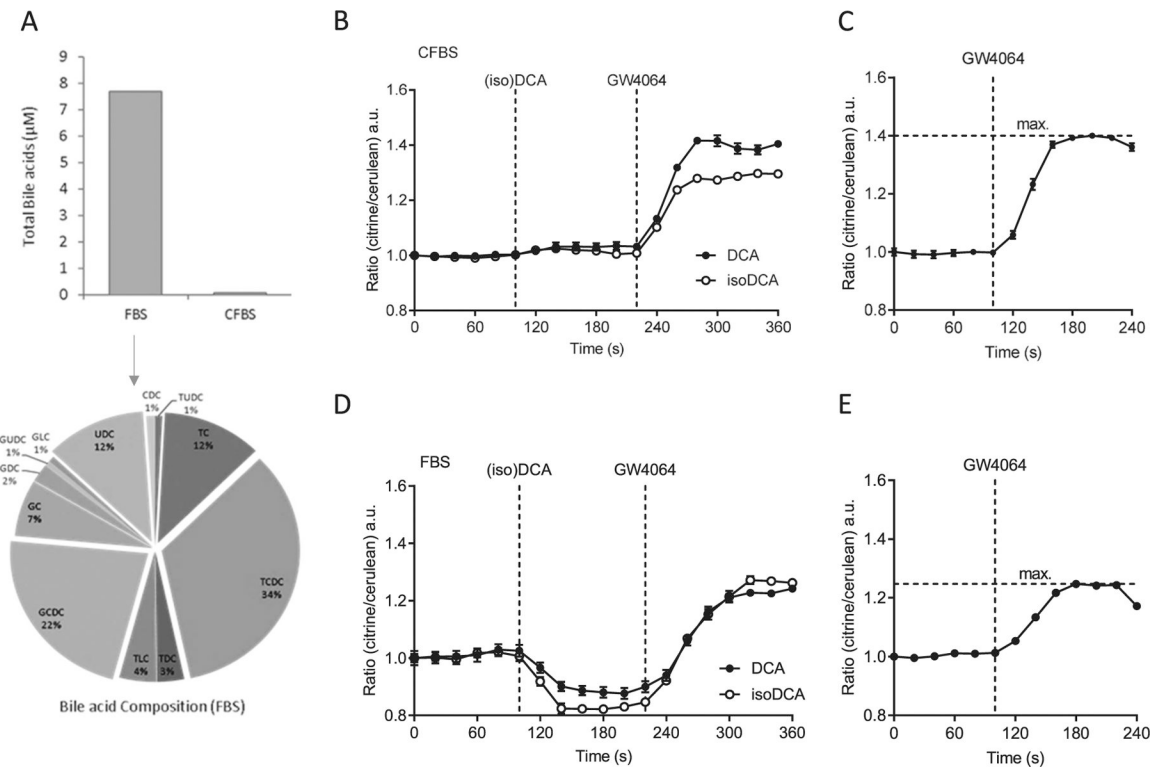 A
9
8
7
6
5
4
3
2
1
0
Total Bile acids (µM)
FBS
CFBS
CDC
1%
TUDC
1%
TC
12%
TCDC
34%
TDC
3%
TLC
4%
GCDC
22%
GC
7%
GDC
2%
GUDC
1%
GLC
1%
UDC
12%
Bile acid Composition (FBS)
B
CFBS
(iso)DCA
GW4064
1.6
1.4
1.2
1.0
0.8
Ratio (citrine/cerulean) a.u.
DCA
isoDCA
0 60 120 180 240 300 360
Time (s)
C
GW4064
1.6
1.4
1.2
1.0
0.8
Ratio (citrine/cerulean) a.u.
max.
0 60 120 180 240
Time (s)
D
FBS
(iso)DCA
GW4064
1.6
1.4
1.2
1.0
0.8
Ratio (citrine/cerulean) a.u.
DCA
isoDCA
0 60 120 180 240 300 360
Time (s)
E
GW4064
1.6
1.4
1.2
1.0
0.8
Ratio (citrine/cerulean) a.u.
max.
0 60 120 180 240
Time (s)